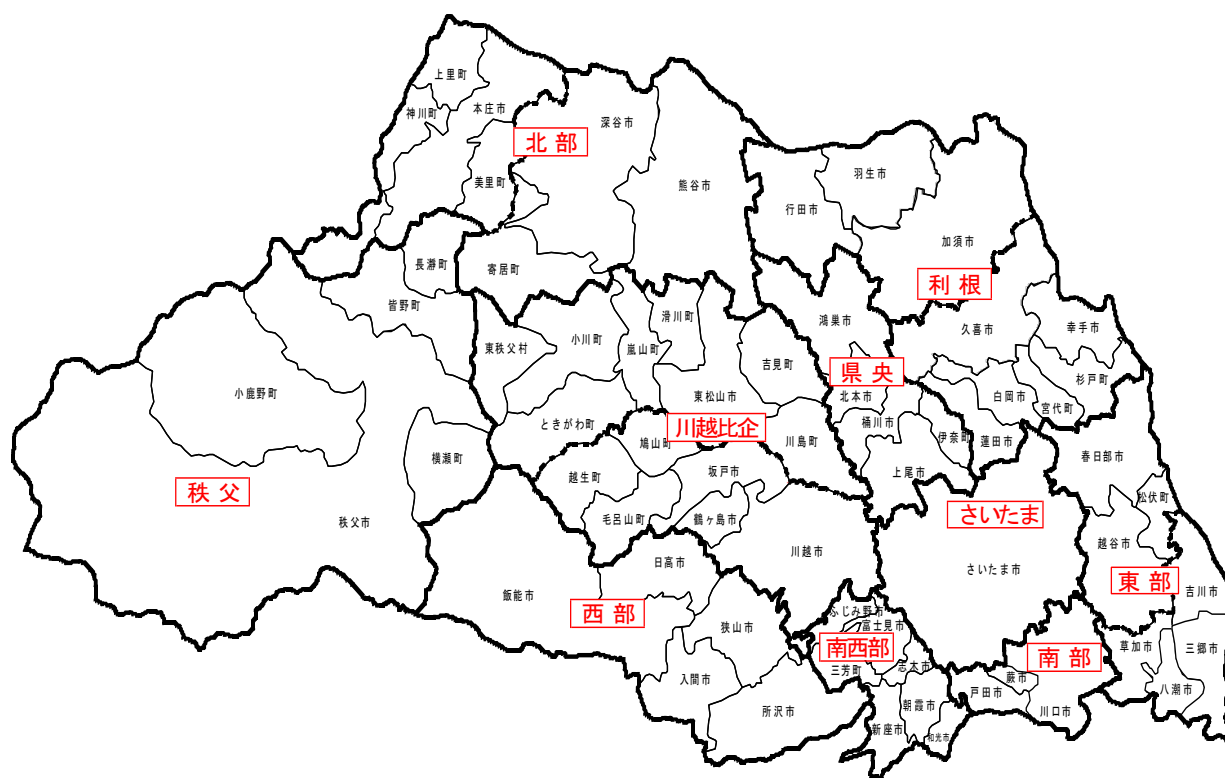 上里町
神川町
本庄市
深谷市
北部
美里町
熊谷市
羽生市
行田市
加須市
利根
長瀞町
寄居町
皆野町
東秩父村
小川町
嵐山町
滑川町
吉見町
鴻巣市
久喜市
幸手市
小鹿野町
東松山市
県央
北本市
白岡市
杉戸町
宮代町
ときがわ町
川越比企
桶川市
伊奈町
蓮田市
鳩山町
川島町
横瀬町
上尾市
春日部市
越生町
坂戸市
秩父
松伏町
さいたま
毛呂山町
鶴ヶ島市
秩父市
川越市
越谷市
日高市
さいたま市
東部
飯能市
西部
吉川市
ふじみ野市
富士見市
狭山市
南西部
南部
草加市
三郷市
三芳町
志木市
入間市
蕨市
戸田市
八潮市
所沢市
朝霞市
川口市
新座市
和光市